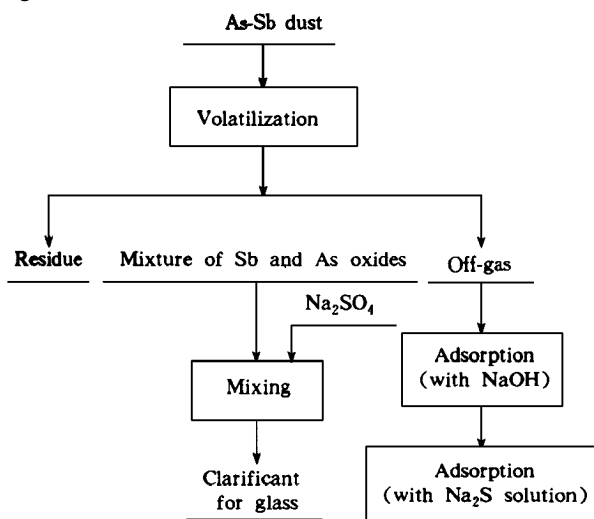 As-Sb dust
Volatilization
Residue
Mixture of Sb and As oxides
Off-gas
Na₂SO₄
Mixing
Adsorption
(with NaOH)
Clarificant
for glass
Adsorption
(with Na₂S solution)